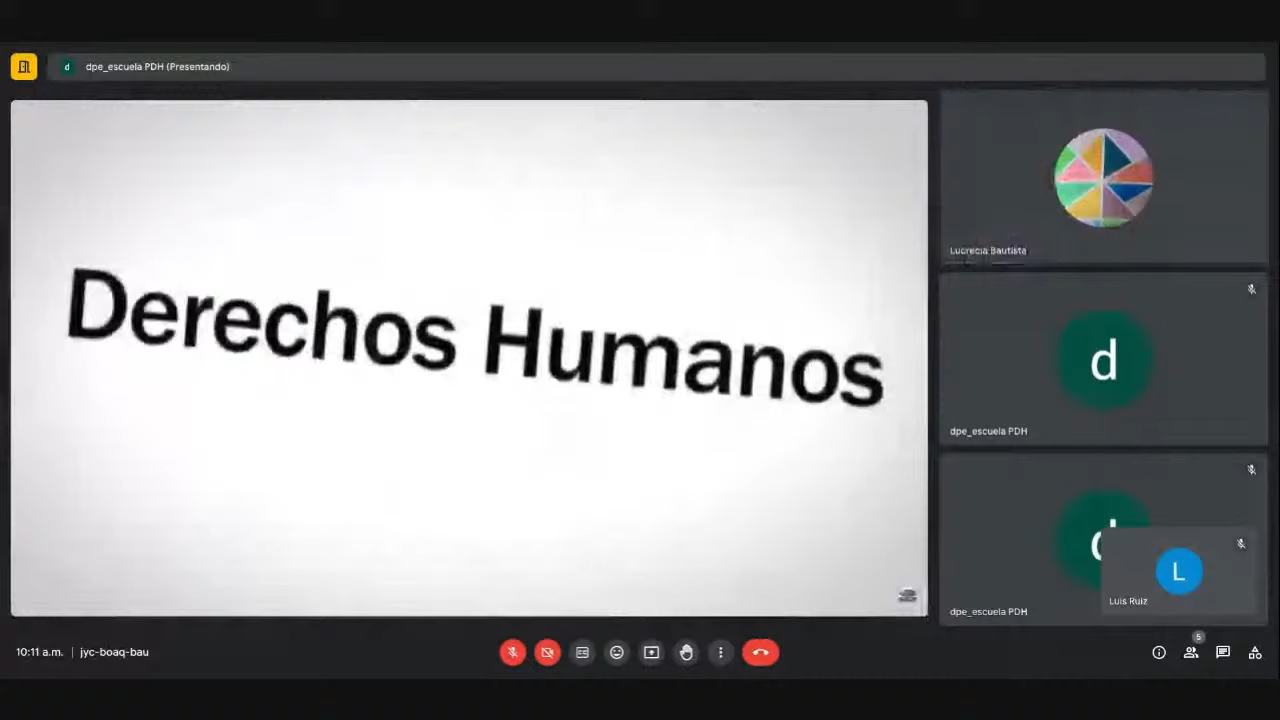 d dpe_escuela PDH (Presentando)
Derechos Humanos
Lucrecia Bautista
d
dpe_escuela PDH
d
dpe_escuela PDH
L
Luis Ruiz
10:11 a.m. | jyc-boaq-bau
5